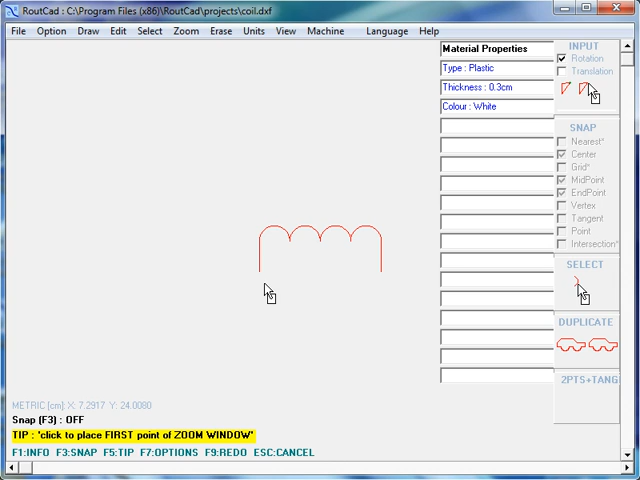 RoutCad : C:\Program Files (x86)\RoutCad\projects\coil.dxf
File Option Draw Edit Select Zoom Erase Units View Machine Language Help
Material Properties
Type : Plastic
Thickness : 0.3cm
Colour : White
INPUT
Rotation
Translation
SNAP
Nearest*
Center
Grid*
MidPoint
EndPoint
Vertex
Tangent
Point
Intersection*
SELECT
DUPLICATE
2PTS+TANG
METRIC [cm]: X: 7.2917 Y: 24.0080
Snap (F3) : OFF
TIP : 'click to place FIRST point of ZOOM WINDOW'
F1:INFO F3:SNAP F5:TIP F7:OPTIONS F9:REDO ESC:CANCEL